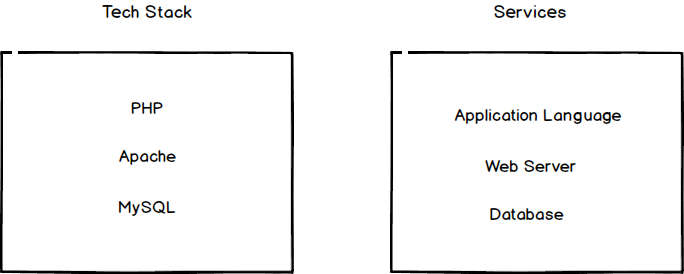 Tech Stack
Services
PHP
Apache
MySQL
Application Language
Web Server
Database